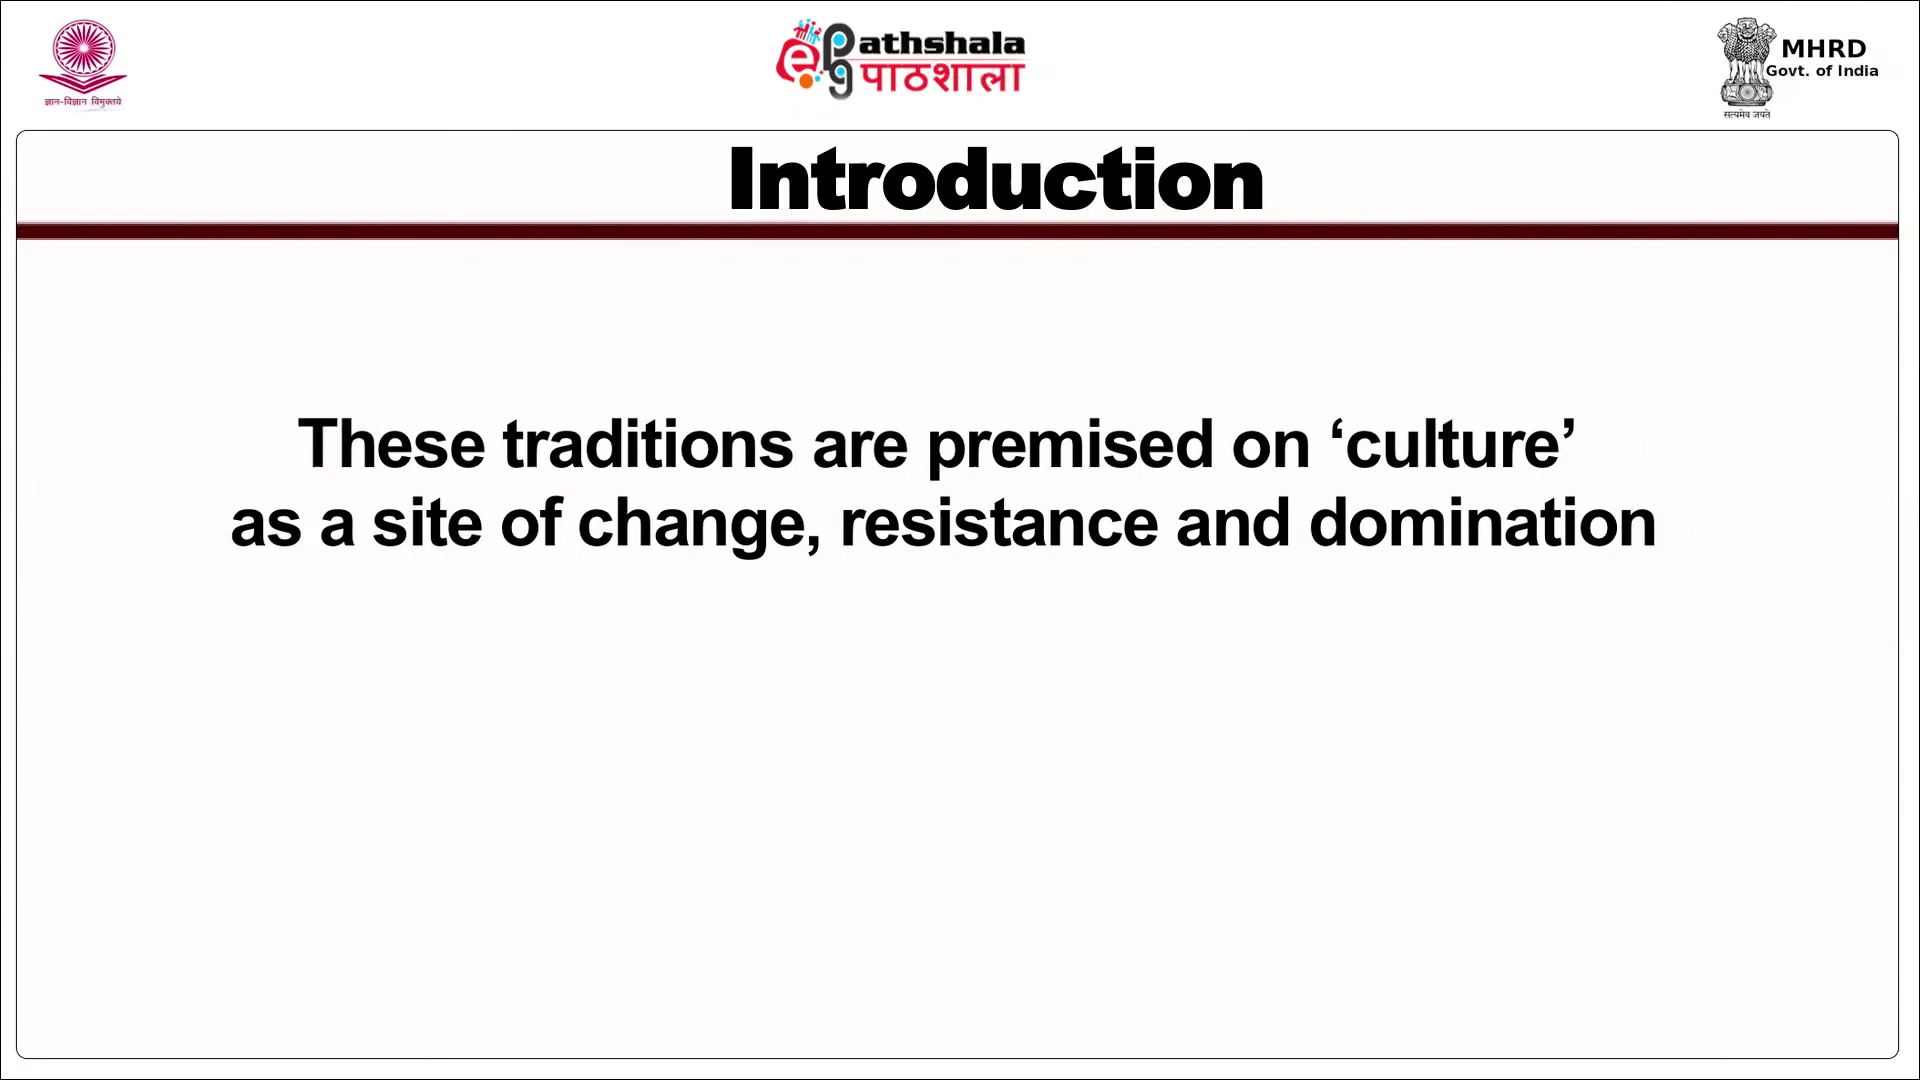 ज्ञान-विज्ञान विमुक्तये
e
pg
athshala
पाठशाला
MHRD
Govt. of India
सत्यमेव जयते
Introduction
These traditions are premised on ‘culture’
as a site of change, resistance and domination